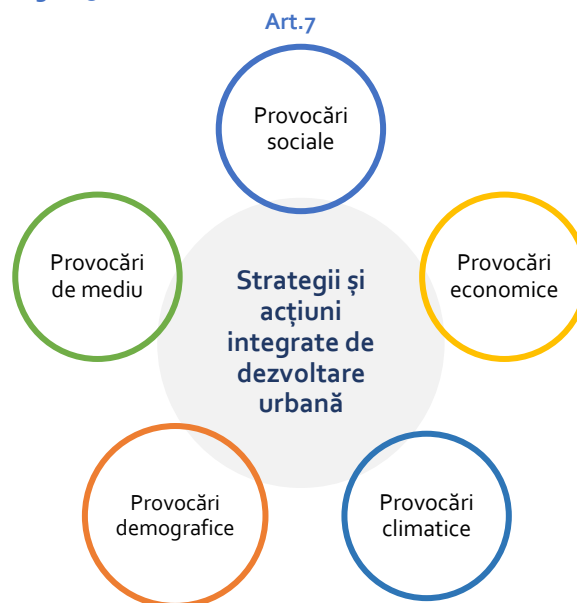 Art.7
Provocări
sociale
Provocări
de mediu
Strategii și
acțiuni
integrate de
dezvoltare
urbană
Provocări
economice
Provocări
demografice
Provocări
climatice